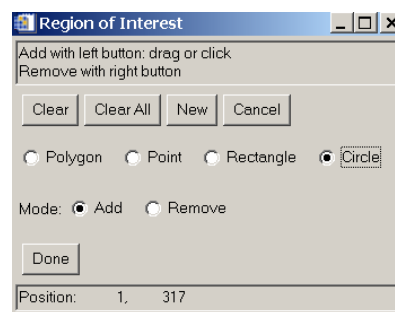 Region of Interest
Add with left button: drag or click
Remove with right button
Clear Clear All New Cancel
Polygon Point Rectangle Circle
Mode: Add Remove
Done
Position: 1, 317